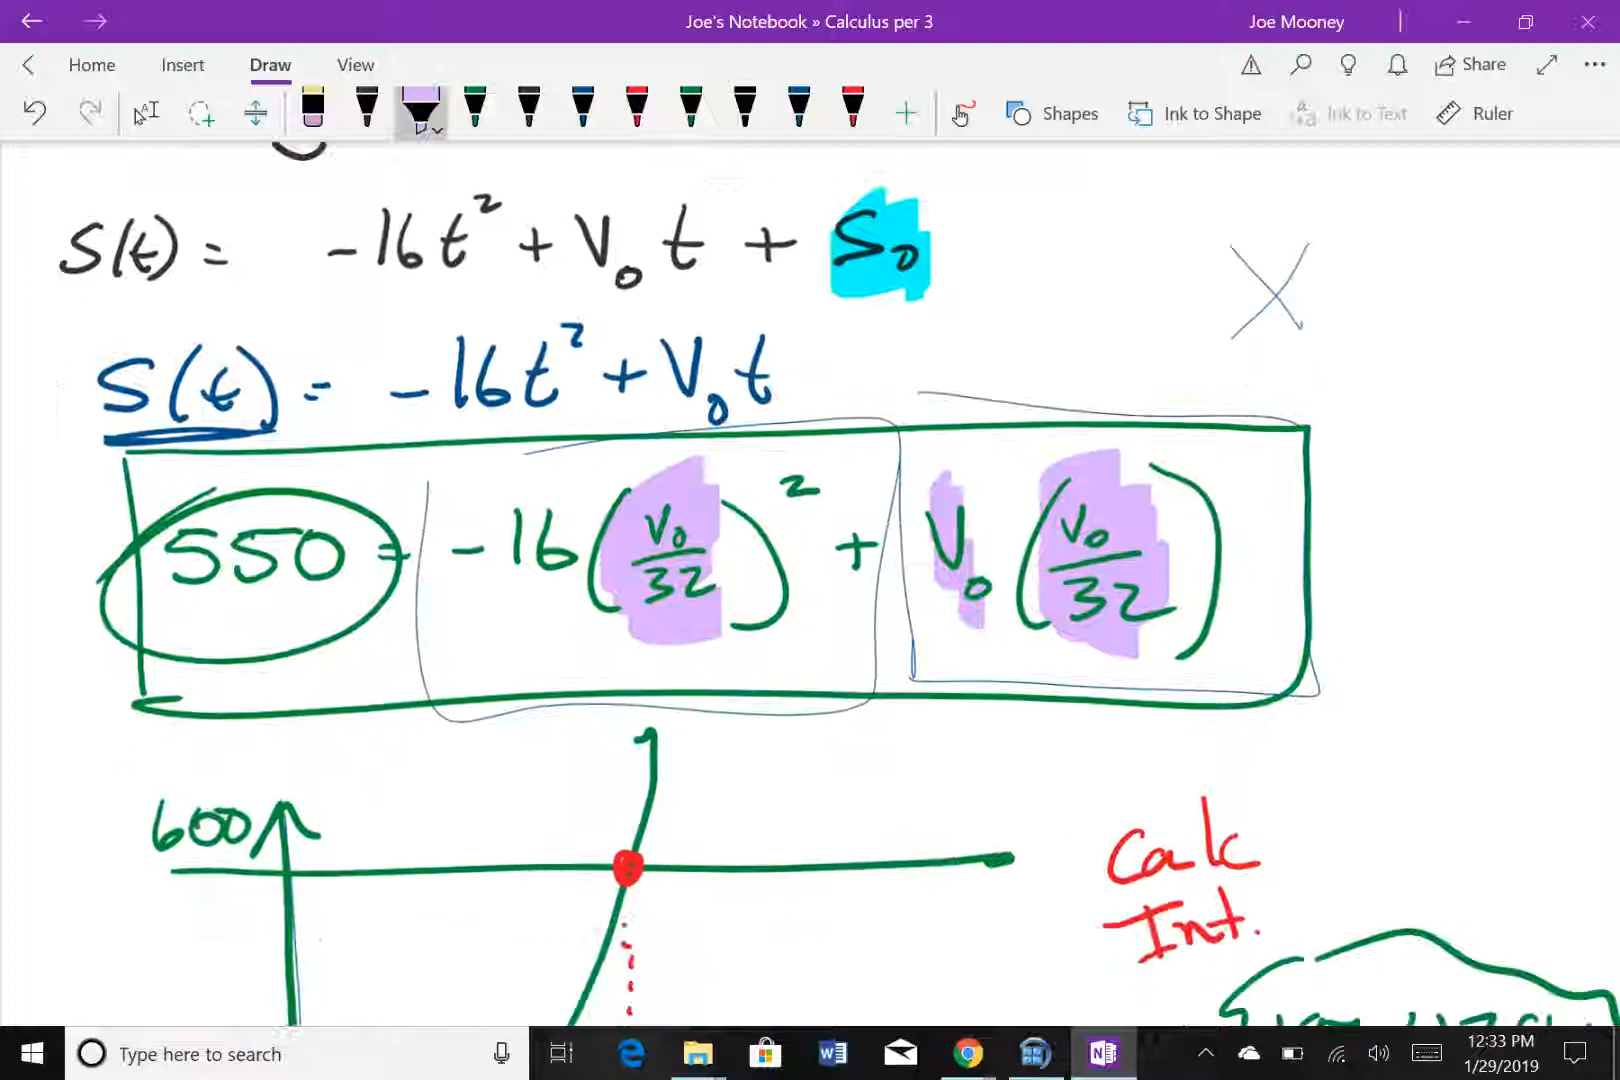 Joe's Notebook » Calculus per 3
Joe Mooney
Home Insert Draw View
Share
Shapes
Ink to Shape
Ink to Text
Ruler
S(t) = -16t² + V₀ t + S₀
S(t) = -16t² + V₀t
550 = -16(V₀/32)² + V₀(V₀/32)
600
Calc
Int.
Type here to search
12:33 PM
1/29/2019